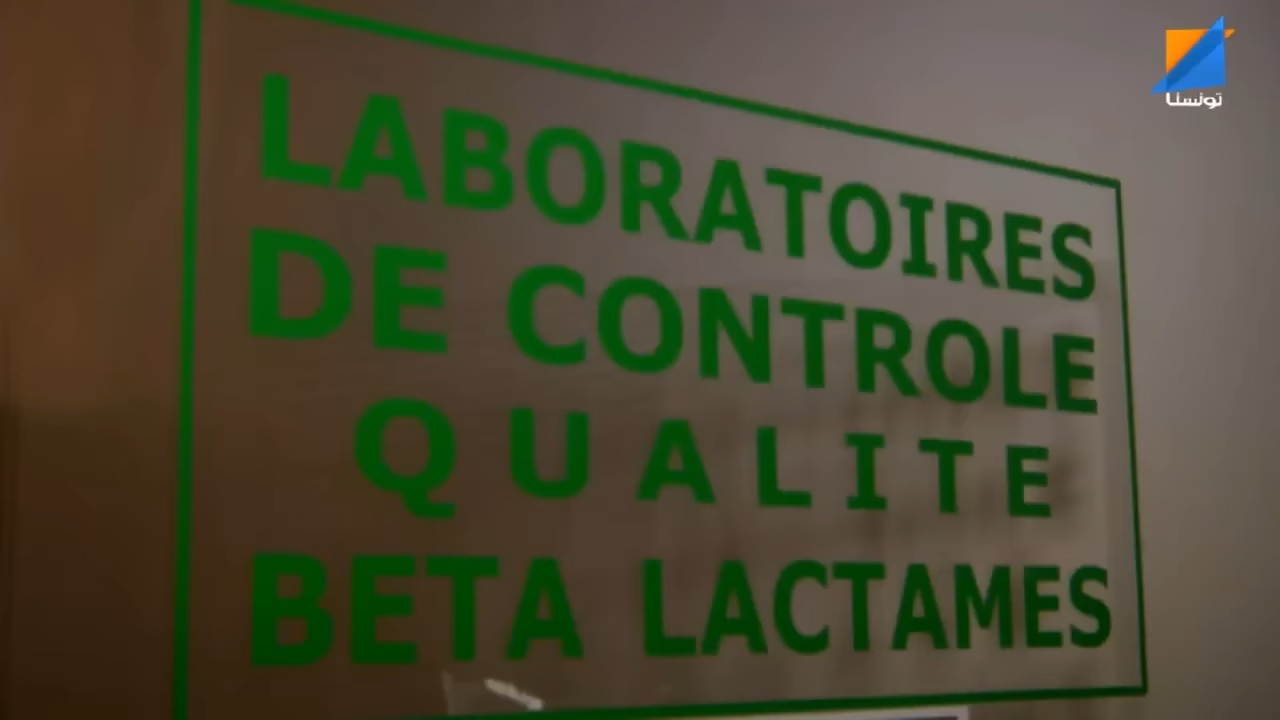 تونسنا
LABORATOIRES
DE CONTROLE
QUALITE
BETA LACTAMES